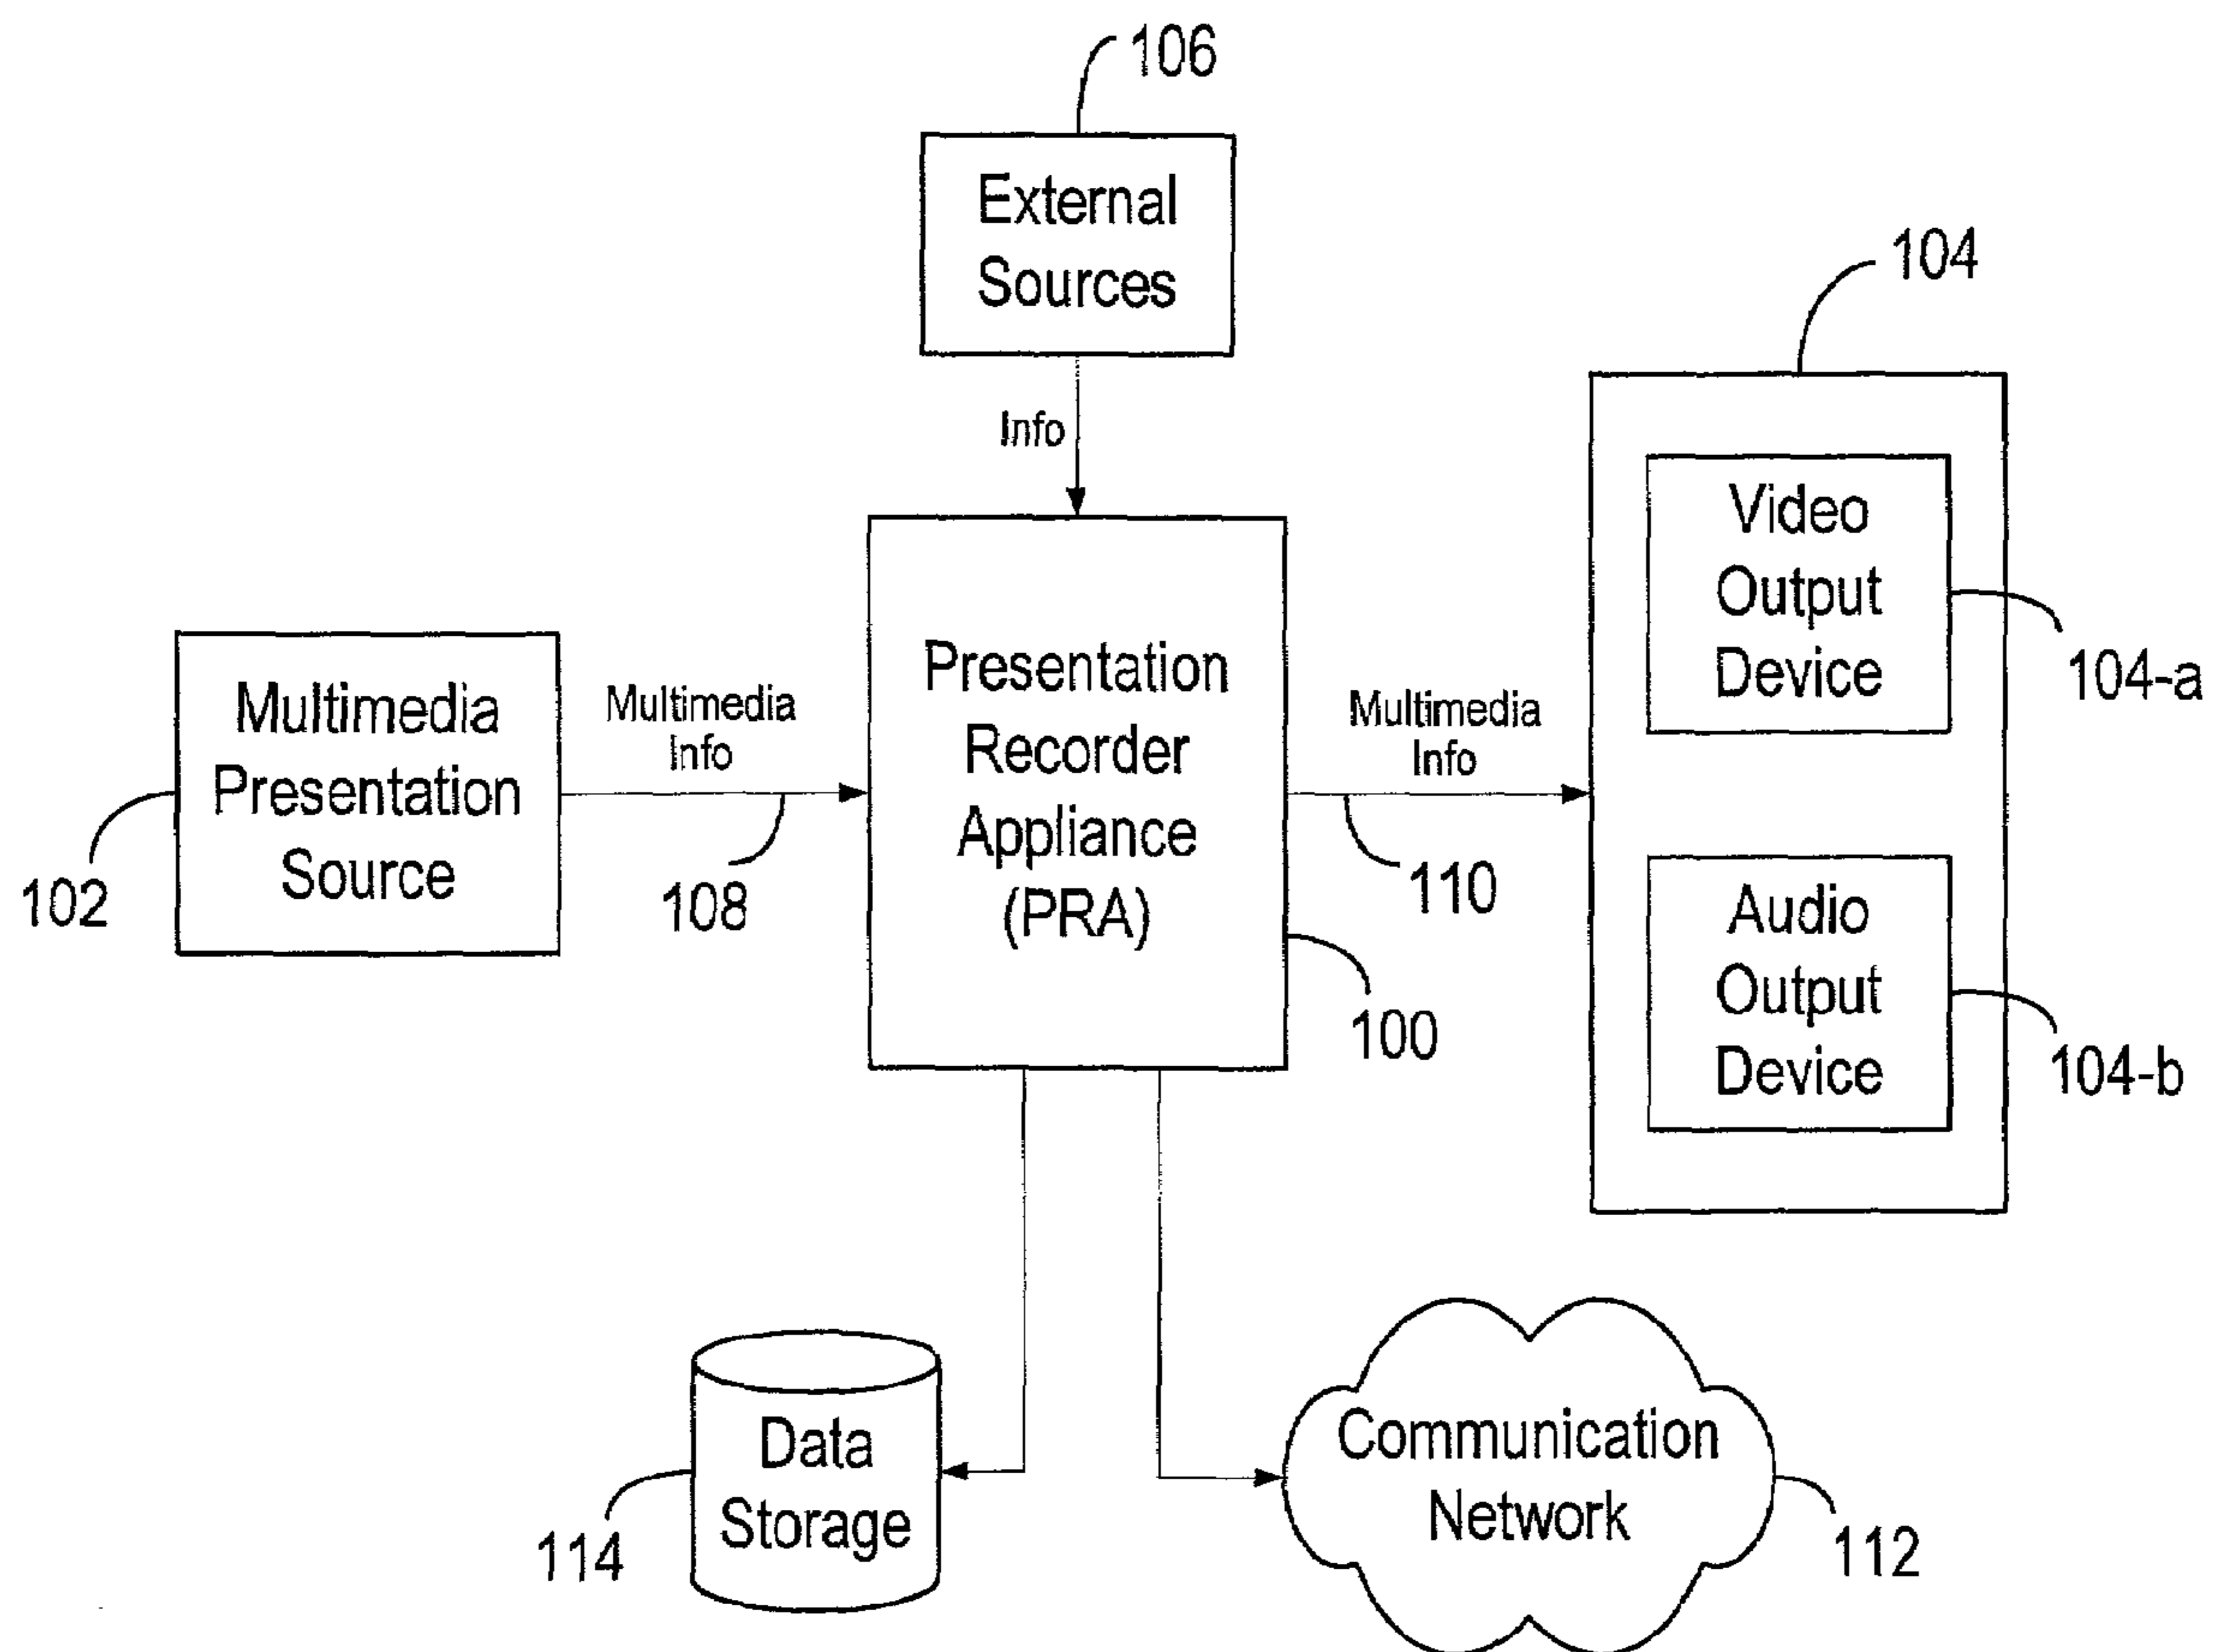 106
External
Sources
104
Info
Video
Output
Device
104-a
Presentation
Recorder
Appliance
(PRA)
100
Multimedia
Presentation
Source
102
Multimedia
Info
108
Multimedia
Info
110
Audio
Output
Device
104-b
Data
Storage
114
Communication
Network
112